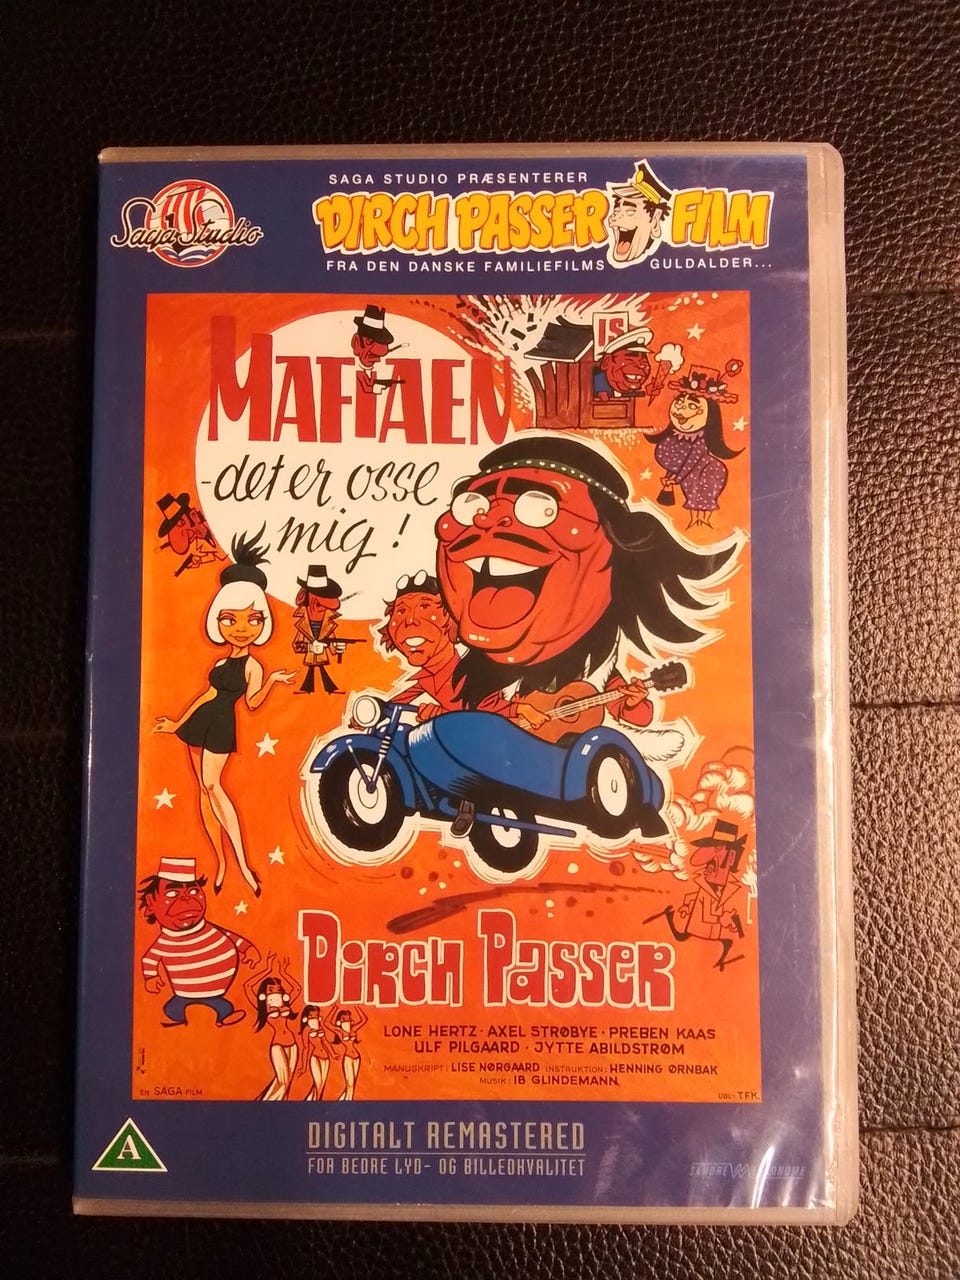 Saga Studio
SAGA STUDIO PRÆSENTERER
DIRCH PASSER FILM
FRA DEN DANSKE FAMILIEFILMS GULDALDER...
IS
MAFIAEN
-det er osse
mig!
DIRCH PASSER
LONE HERTZ · AXEL STRØBYE · PREBEN KAAS
ULF PILGAARD · JYTTE ABILDSTRØM
MANUSKRIPT: LISE NØRGAARD INSTRUKTION: HENNING ØRNBAK
MUSIK: IB GLINDEMANN
EN SAGA FILM
UDL.- T.F.K.
A
DIGITALT REMASTERED
FOR BEDRE LYD- OG BILLEDKVALITET